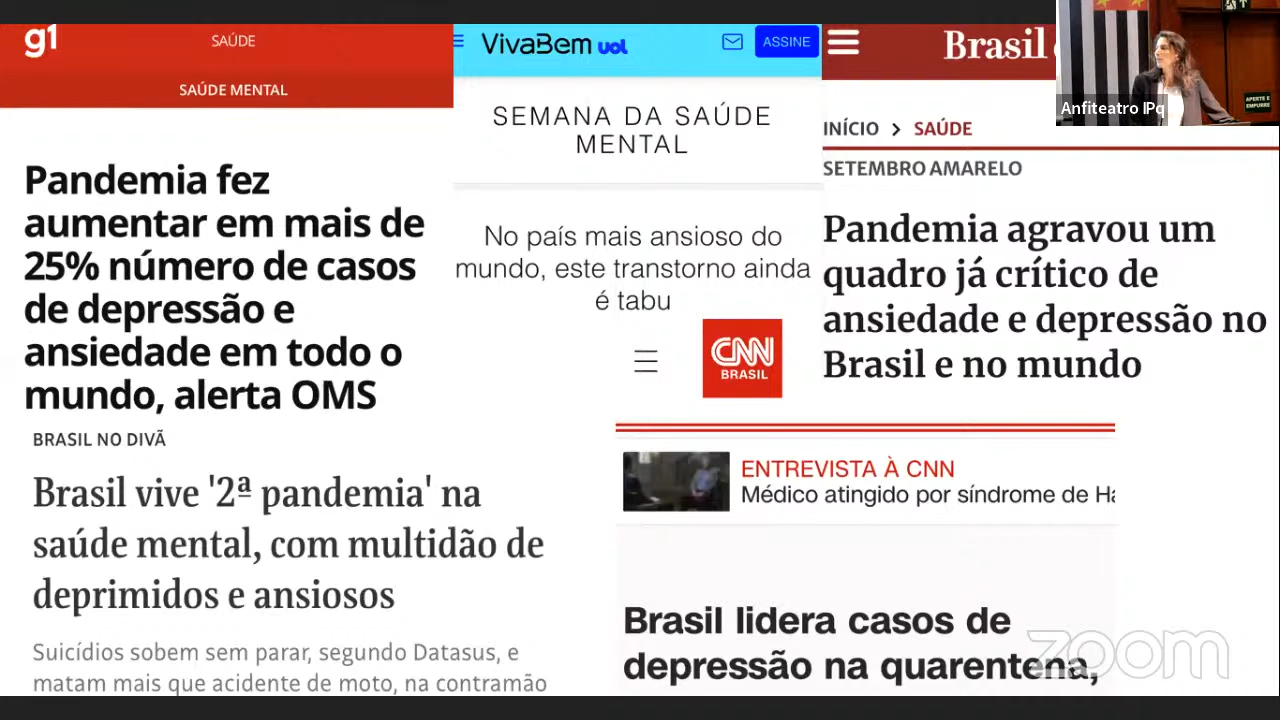 g1
SAÚDE
SAÚDE MENTAL
Pandemia fez
aumentar em mais de
25% número de casos
de depressão e
ansiedade em todo o
mundo, alerta OMS
BRASIL NO DIVÃ
Brasil vive '2ª pandemia' na
saúde mental, com multidão de
deprimidos e ansiosos
Suicídios sobem sem parar, segundo Datasus, e
matam mais que acidente de moto, na contramão
VivaBem uol
ASSINE
SEMANA DA SAÚDE
MENTAL
No país mais ansioso do
mundo, este transtorno ainda
é tabu
CNN
BRASIL
ENTREVISTA À CNN
Médico atingido por síndrome de Ha
Brasil lidera casos de
depressão na quarentena,
Brasil
INÍCIO > SAÚDE
SETEMBRO AMARELO
Pandemia agravou um
quadro já crítico de
ansiedade e depressão no
Brasil e no mundo
Anfiteatro IPq
APERTE E
EMPURRE
zoom